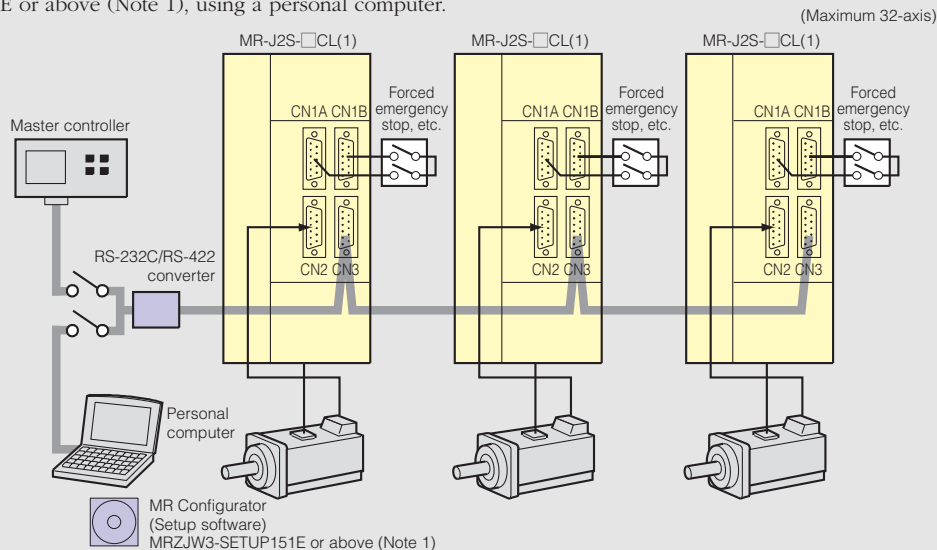 E or above (Note 1), using a personal computer.
(Maximum 32-axis)
MR-J2S-□CL(1)
MR-J2S-□CL(1)
MR-J2S-□CL(1)
Master controller
CN1A CN1B
Forced
emergency
stop, etc.
CN1A CN1B
Forced
emergency
stop, etc.
CN1A CN1B
Forced
emergency
stop, etc.
RS-232C/RS-422
converter
CN2 CN3
CN2 CN3
CN2 CN3
Personal
computer
MR Configurator
(Setup software)
MRZJW3-SETUP151E or above (Note 1)